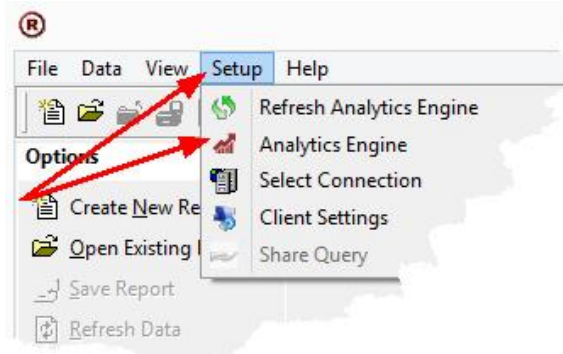 ®
File Data View Setup Help
Refresh Analytics Engine
Analytics Engine
Select Connection
Client Settings
Share Query
Options
Create New Re
Open Existing
Save Report
Refresh Data